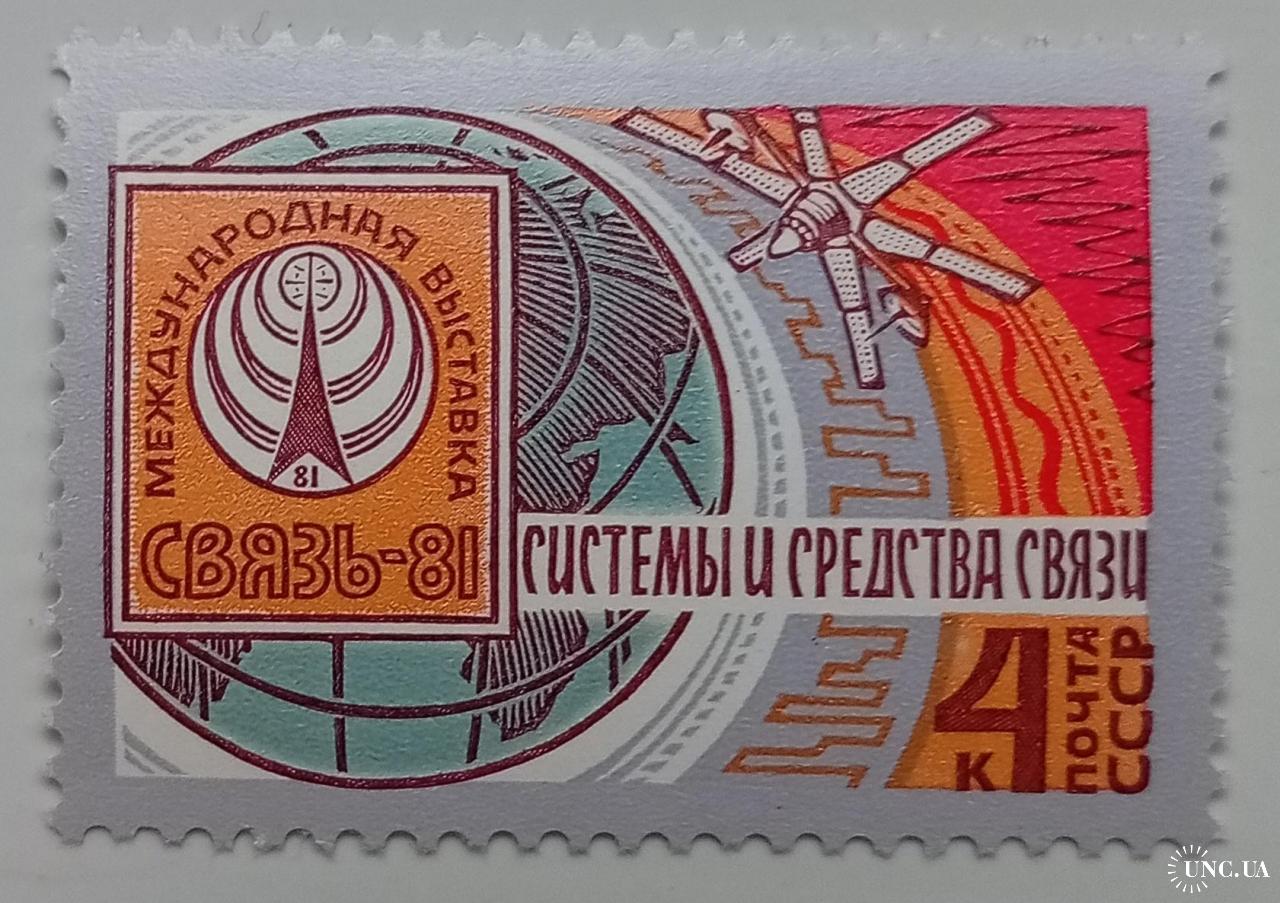 МЕЖДУНАРОДНАЯ ВЫСТАВКА
81
СВЯЗЬ-81
СИСТЕМЫ И СРЕДСТВА СВЯЗИ
4
К
ПОЧТА
СССР
UNC.UA